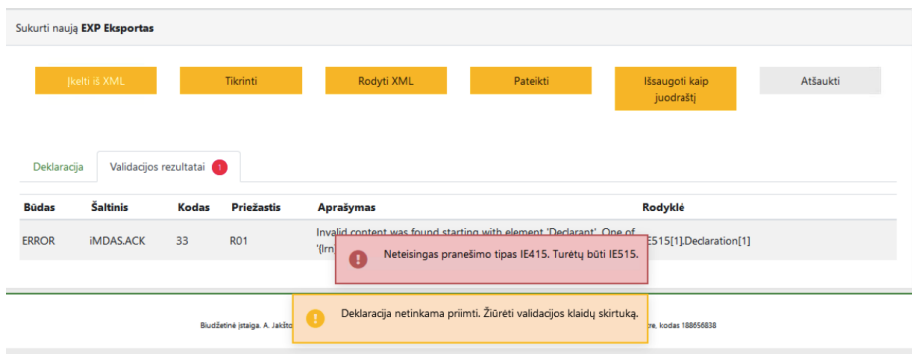 Sukurti naują EXP Eksportas
Įkelti iš XML
Tikrinti
Rodyti XML
Pateikti
Išsaugoti kaip
juodraštį
Atšaukti
Deklaracija
Validacijos rezultatai 1
Būdas Šaltinis Kodas Priežastis Aprašymas Rodyklė
ERROR iMDAS.ACK 33 R01 Invalid content was found starting with element 'Declarant'. One of
'{lrn E515[1].Declaration[1]
Neteisingas pranešimo tipas IE415. Turėtų būti IE515.
Deklaracija netinkama priimti. Žiūrėti validacijos klaidų skirtuką.
Biudžetinė įstaiga. A. Jakšto kodas 188656838